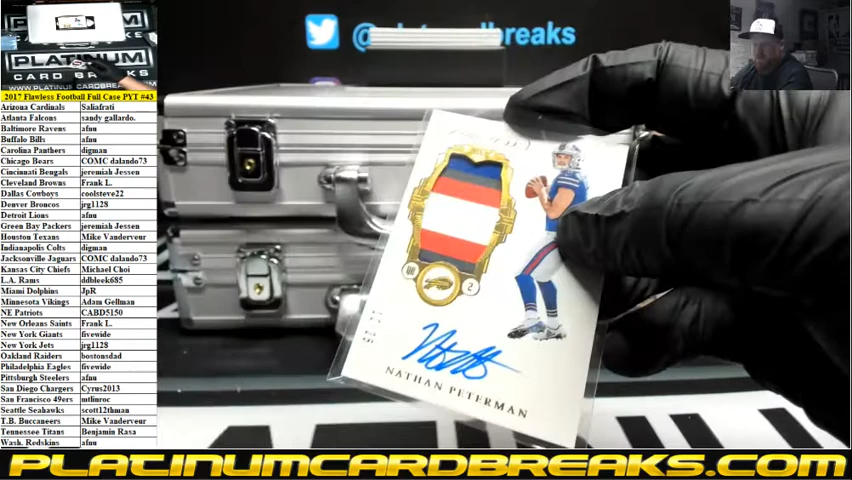 PLATINUM
CARD BREAKS
WWW.PLATINUMCARDBREAKS.
2017 Flawless Football Full Case PYT #43
Arizona Cardinals Saliafrati
Atlanta Falcons sandy gallardo.
Baltimore Ravens afnu
Buffalo Bills afnu
Carolina Panthers digman
Chicago Bears COMC dalando73
Cincinnati Bengals jeremiah Jessen
Cleveland Browns Frank L.
Dallas Cowboys coolsteve22
Denver Broncos jrg1128
Detroit Lions afnu
Green Bay Packers jeremiah Jessen
Houston Texans Mike Vanderveur
Indianapolis Colts digman
Jacksonville Jaguars COMC dalando73
Kansas City Chiefs Michael Choi
L.A. Rams ddbleek685
Miami Dolphins JpR
Minnesota Vikings Adam Gellman
NE Patriots CABD5150
New Orleans Saints Frank L.
New York Giants fivewide
New York Jets jrg1128
Oakland Raiders bostonsdad
Philadelphia Eagles fivewide
Pittsburgh Steelers afnu
San Diego Chargers Cyrus2013
San Francisco 49ers mtlinroc
Seattle Seahawks scott12thman
T.B. Buccaneers Mike Vanderveur
Tennessee Titans Benjamin Rasa
Wash. Redskins afnu
breaks
QB
2
NATHAN PETERMAN
PLATINUMCARDBREAKS.COM